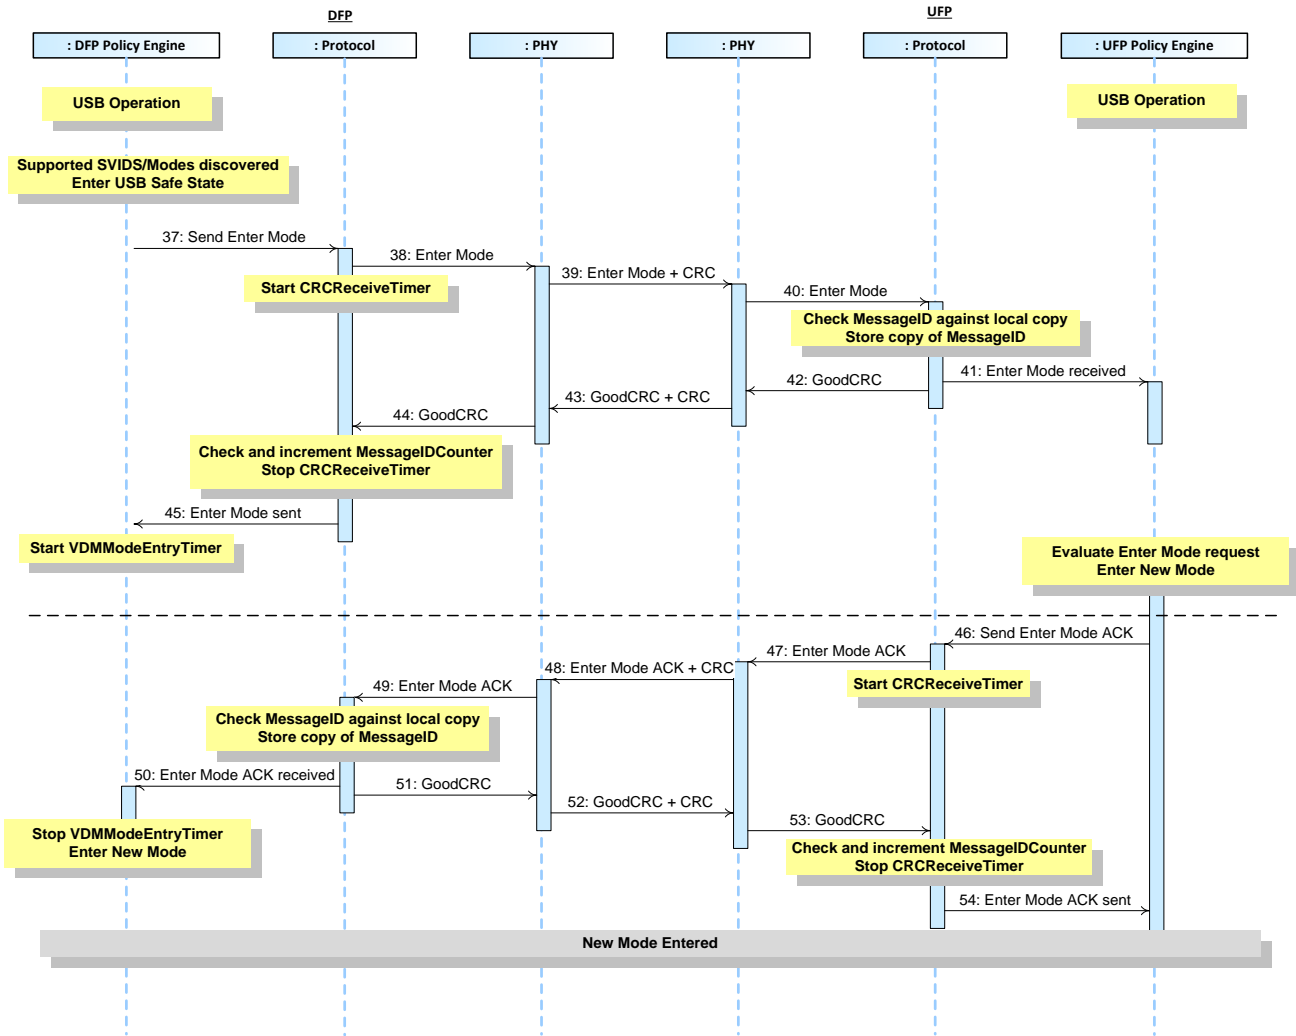 DFP
UFP
: DFP Policy Engine
: Protocol
: PHY
: PHY
: Protocol
: UFP Policy Engine
USB Operation
USB Operation
Supported SVIDS/Modes discovered
Enter USB Safe State
37: Send Enter Mode
38: Enter Mode
Start CRCReceiveTimer
39: Enter Mode + CRC
40: Enter Mode
Check MessageID against local copy
Store copy of MessageID
41: Enter Mode received
42: GoodCRC
43: GoodCRC + CRC
44: GoodCRC
Check and increment MessageIDCounter
Stop CRCReceiveTimer
45: Enter Mode sent
Start VDMModeEntryTimer
Evaluate Enter Mode request
Enter New Mode
46: Send Enter Mode ACK
47: Enter Mode ACK
Start CRCReceiveTimer
48: Enter Mode ACK + CRC
49: Enter Mode ACK
Check MessageID against local copy
Store copy of MessageID
50: Enter Mode ACK received
51: GoodCRC
52: GoodCRC + CRC
53: GoodCRC
Stop VDMModeEntryTimer
Enter New Mode
Check and increment MessageIDCounter
Stop CRCReceiveTimer
54: Enter Mode ACK sent
New Mode Entered